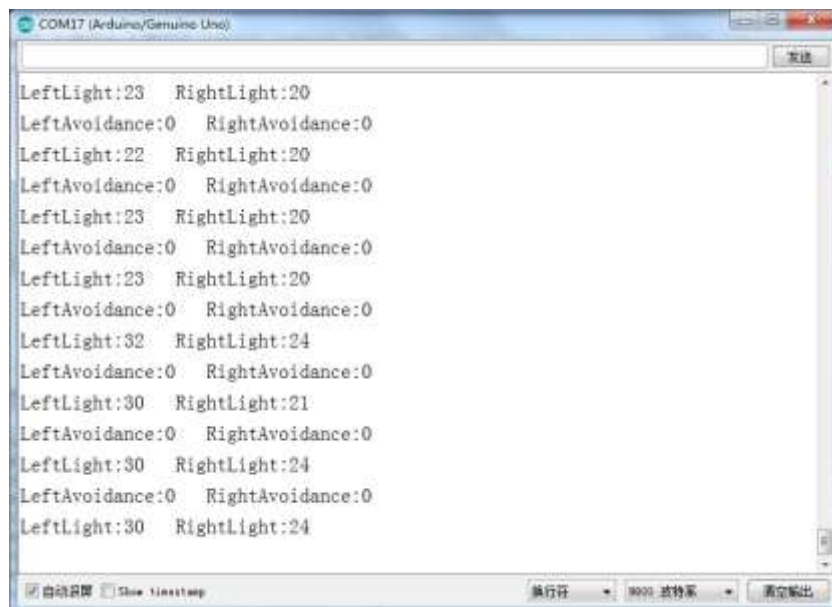 COM17 (Arduino/Genuino Uno)
发送
LeftLight:23 RightLight:20
LeftAvoidance:0 RightAvoidance:0
LeftLight:22 RightLight:20
LeftAvoidance:0 RightAvoidance:0
LeftLight:23 RightLight:20
LeftAvoidance:0 RightAvoidance:0
LeftLight:23 RightLight:20
LeftAvoidance:0 RightAvoidance:0
LeftLight:32 RightLight:24
LeftAvoidance:0 RightAvoidance:0
LeftLight:30 RightLight:21
LeftAvoidance:0 RightAvoidance:0
LeftLight:30 RightLight:24
LeftAvoidance:0 RightAvoidance:0
LeftLight:30 RightLight:24
自动滚屏 Show timestamp 换行符 9600 波特率 清空输出